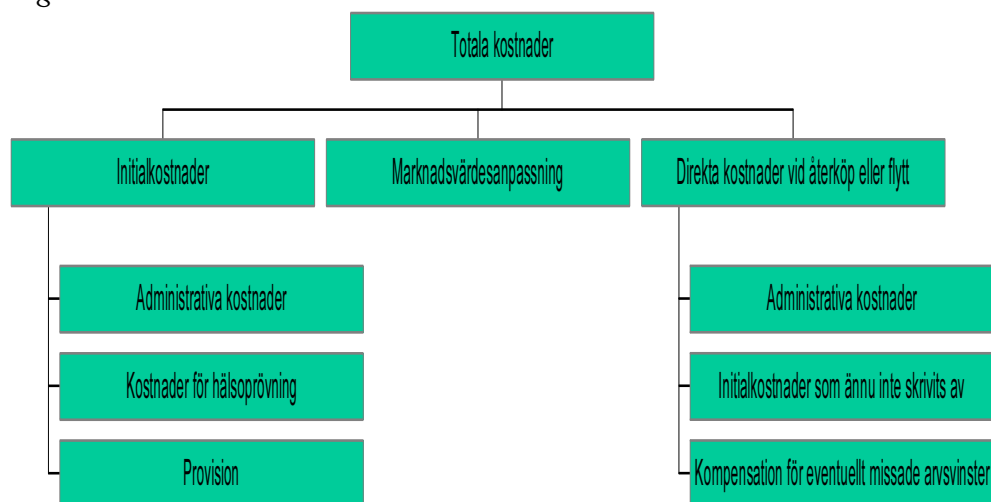 Totala kostnader
Initialkostnader
Marknadsvärdesanpassning
Direkta kostnader vid återköp eller flytt
Administrativa kostnader
Kostnader för hälsoprövning
Provision
Administrativa kostnader
Initialkostnader som ännu inte skrivits av
Kompensation för eventuellt missade arvsvinster